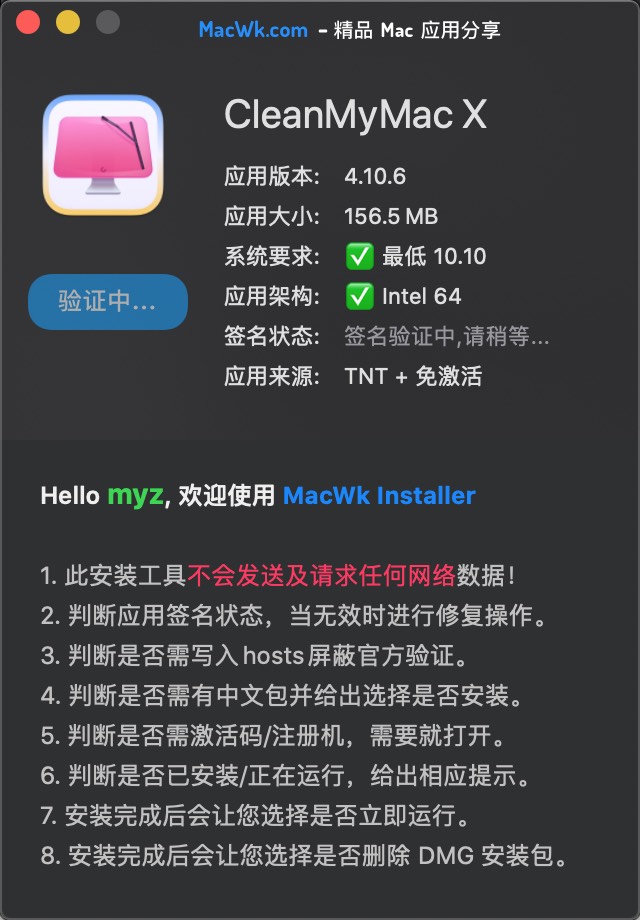 MacWk.com - 精品 Mac 应用分享
CleanMyMac X
应用版本: 4.10.6
应用大小: 156.5 MB
系统要求: ✅ 最低 10.10
应用架构: ✅ Intel 64
验证中...
签名状态: 签名验证中,请稍等...
应用来源: TNT + 免激活
Hello myz, 欢迎使用 MacWk Installer
1. 此安装工具不会发送及请求任何网络数据！
2. 判断应用签名状态，当无效时进行修复操作。
3. 判断是否需写入hosts屏蔽官方验证。
4. 判断是否需有中文包并给出选择是否安装。
5. 判断是否需激活码/注册机，需要就打开。
6. 判断是否已安装/正在运行，给出相应提示。
7. 安装完成后会让您选择是否立即运行。
8. 安装完成后会让您选择是否删除 DMG 安装包。